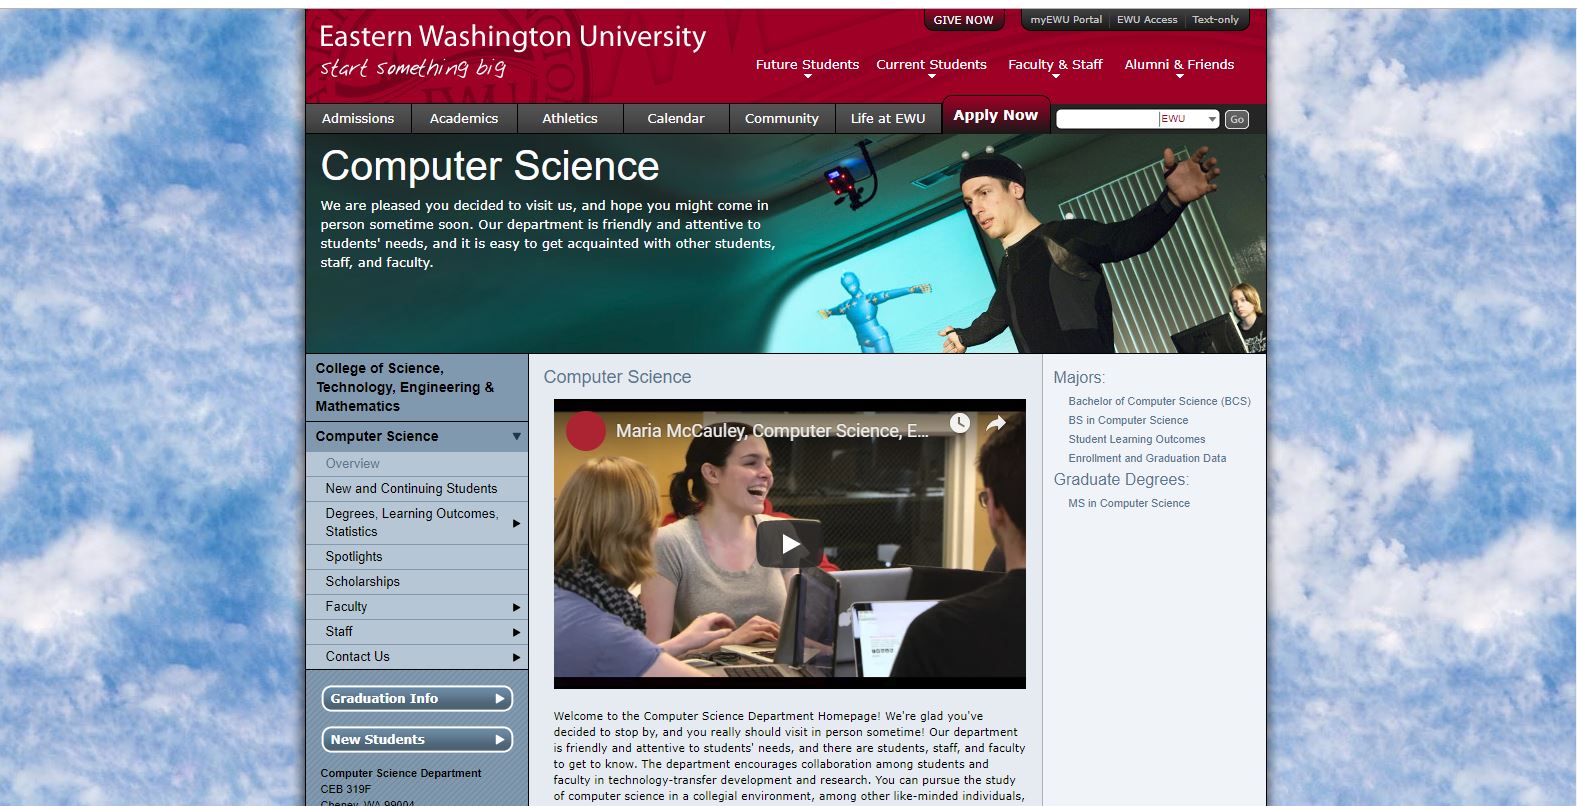 GIVE NOW
myEWU Portal
EWU Access
Text-only
Eastern Washington University
start something big
Future Students
Current Students
Faculty & Staff
Alumni & Friends
Admissions
Academics
Athletics
Calendar
Community
Life at EWU
Apply Now
EWU
Go
Computer Science
We are pleased you decided to visit us, and hope you might come in
person sometime soon. Our department is friendly and attentive to
students' needs, and it is easy to get acquainted with other students,
staff, and faculty.
College of Science,
Technology, Engineering &
Mathematics
Computer Science
Overview
New and Continuing Students
Degrees, Learning Outcomes,
Statistics
Spotlights
Scholarships
Faculty
Staff
Contact Us
Graduation Info
New Students
Computer Science Department
CEB 319F
Cheney, WA 99004
Computer Science
Maria McCauley, Computer Science, E...
Welcome to the Computer Science Department Homepage! We're glad you've
decided to stop by, and you really should visit in person sometime! Our department
is friendly and attentive to students' needs, and there are students, staff, and faculty
to get to know. The department encourages collaboration among students and
faculty in technology-transfer development and research. You can pursue the study
of computer science in a collegial environment, among other like-minded individuals,
Majors:
Bachelor of Computer Science (BCS)
BS in Computer Science
Student Learning Outcomes
Enrollment and Graduation Data
Graduate Degrees:
MS in Computer Science